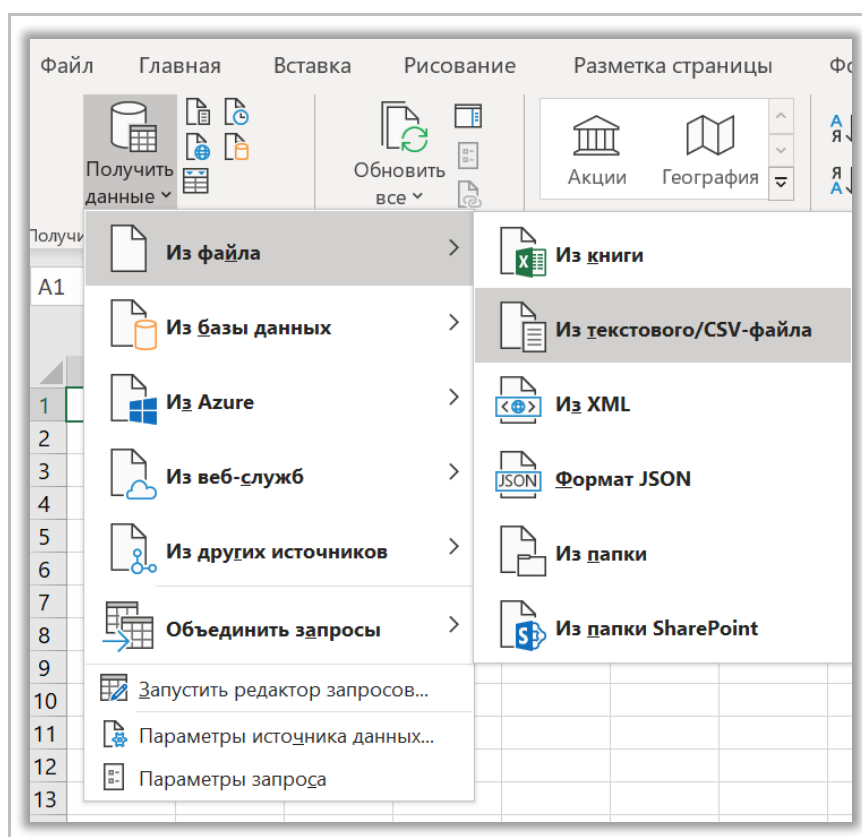 Файл Главная Вставка Рисование Разметка страницы
Получить данные
Обновить все
Акции География
А Я
Я А
A1
Из файла
Из базы данных
Из Azure
Из веб-служб
Из других источников
Объединить запросы
Запустить редактор запросов...
Параметры источника данных...
Параметры запроса
Из книги
Из текстового/CSV-файла
Из XML
JSON
Формат JSON
Из папки
Из папки SharePoint
1
2
3
4
5
6
7
8
9
10
11
12
13